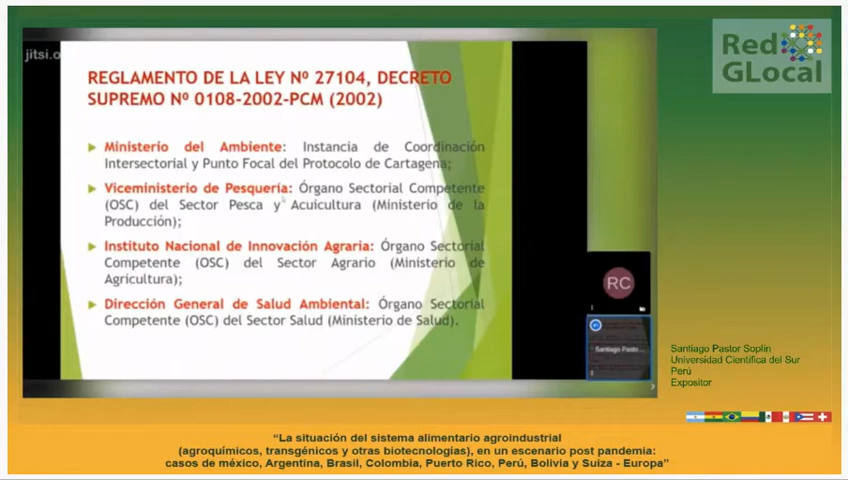 Red
GLocal
jitsi.o
REGLAMENTO DE LA LEY Nº 27104, DECRETO
SUPREMO Nº 0108-2002-PCM (2002)
Ministerio del Ambiente: Instancia de Coordinación
Intersectorial y Punto Focal del Protocolo de Cartagena;
Viceministerio de Pesquería: Órgano Sectorial Competente
(OSC) del Sector Pesca y Acuicultura (Ministerio de la
Producción);
Instituto Nacional de Innovación Agraria: Órgano Sectorial
Competente (OSC) del Sector Agrario (Ministerio de
Agricultura);
Dirección General de Salud Ambiental: Órgano Sectorial
Competente (OSC) del Sector Salud (Ministerio de Salud).
RC
Santiago Pasto...
Santiago Pastor Soplín
Universidad Científica del Sur
Perú
Expositor
“La situación del sistema alimentario agroindustrial
(agroquímicos, transgénicos y otras biotecnologías), en un escenario post pandemia:
casos de méxico, Argentina, Brasil, Colombia, Puerto Rico, Perú, Bolivia y Suiza - Europa”